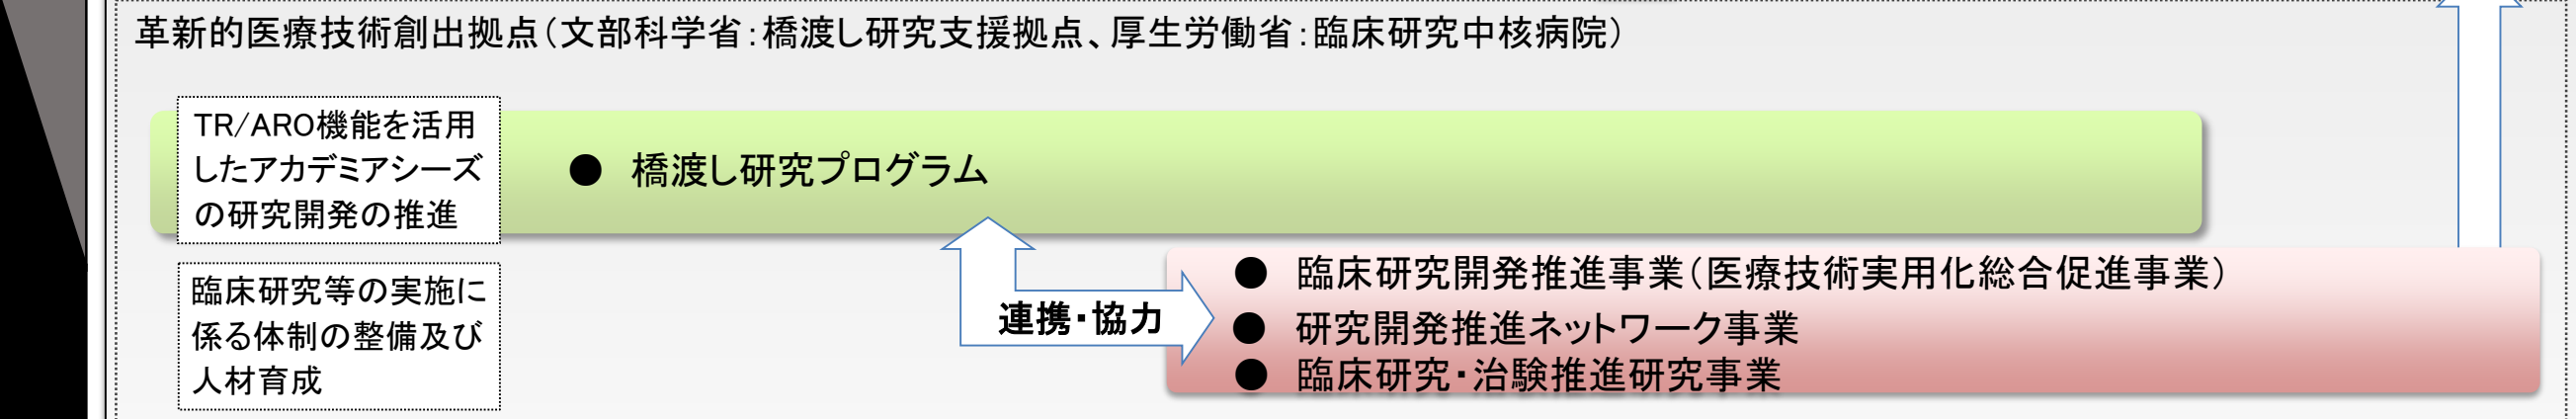 革新的医療技術創出拠点（文部科学省：橋渡し研究支援拠点、厚生労働省：臨床研究中核病院）
TR/ARO機能を活用
したアカデミアシーズ
の研究開発の推進
● 橋渡し研究プログラム
臨床研究等の実施に
係る体制の整備及び
人材育成
連携・協力
● 臨床研究開発推進事業（医療技術実用化総合促進事業）
● 研究開発推進ネットワーク事業
● 臨床研究・治験推進研究事業